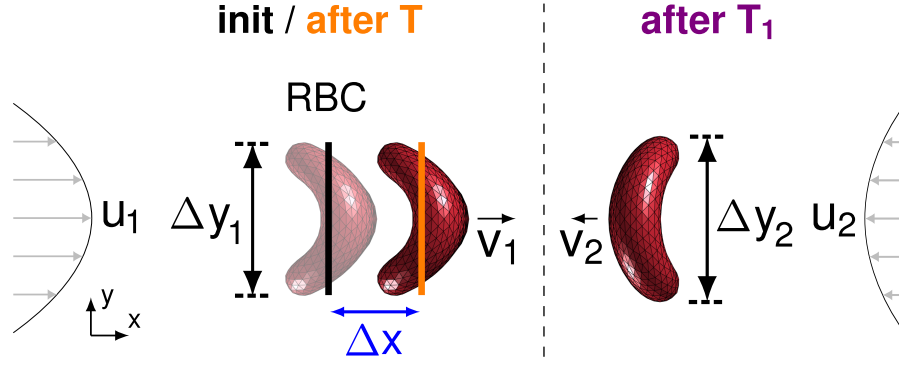 init / after T
after T₁
RBC
u₁
Δy₁
v₁
v₂
Δy₂
u₂
y
x
Δx